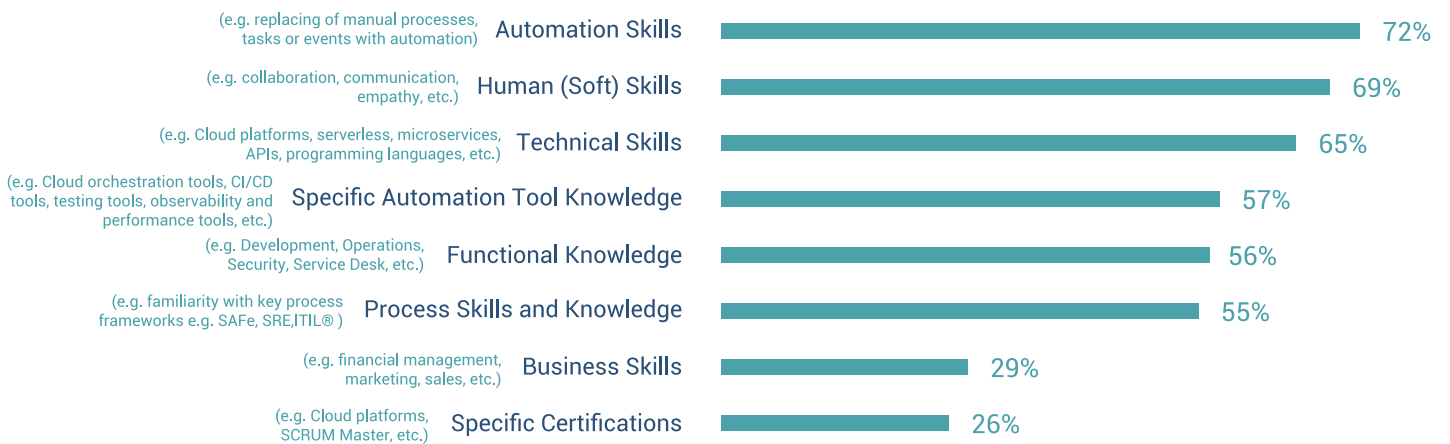 (e.g. replacing of manual processes,
tasks or events with automation)
Automation Skills
72%
(e.g. collaboration, communication,
empathy, etc.)
Human (Soft) Skills
69%
(e.g. Cloud platforms, serverless, microservices,
APIs, programming languages, etc.)
Technical Skills
65%
(e.g. Cloud orchestration tools, CI/CD
tools, testing tools, observability and
performance tools, etc.)
Specific Automation Tool Knowledge
57%
(e.g. Development, Operations,
Security, Service Desk, etc.)
Functional Knowledge
56%
(e.g. familiarity with key process
frameworks e.g. SAFe, SRE,ITIL® )
Process Skills and Knowledge
55%
(e.g. financial management,
marketing, sales, etc.)
Business Skills
29%
(e.g. Cloud platforms,
SCRUM Master, etc.)
Specific Certifications
26%